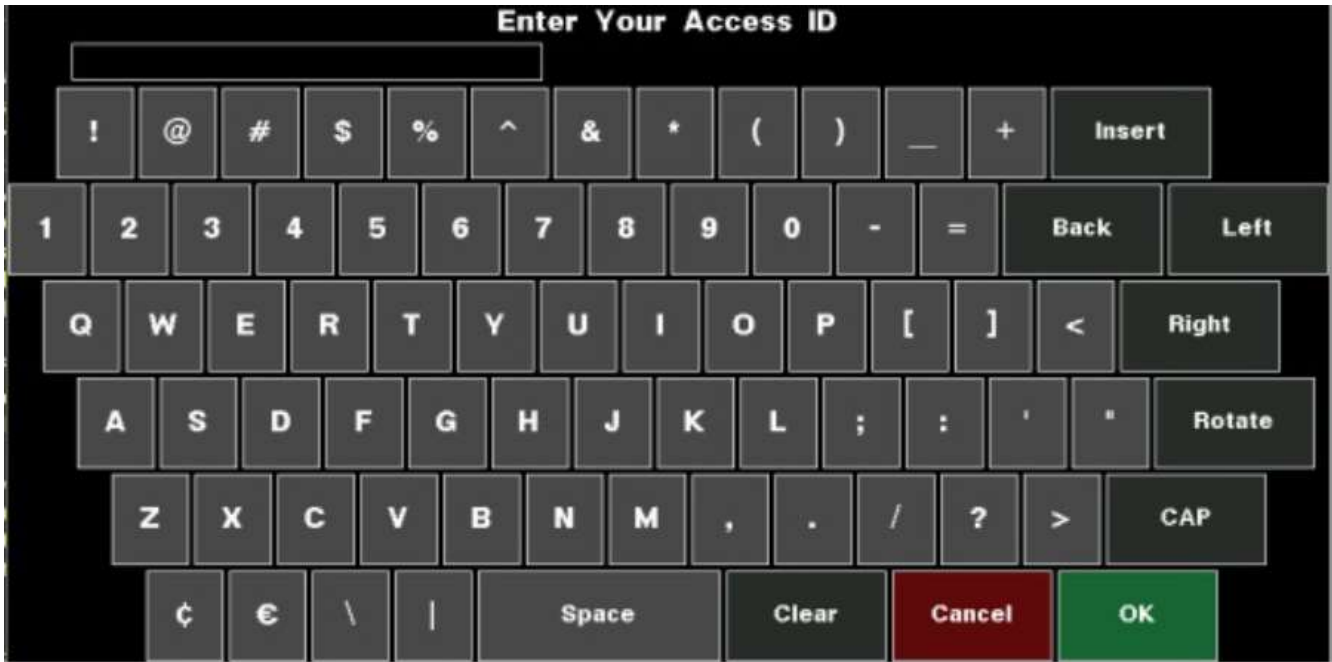 Enter Your Access ID
! @ # $ % ^ & * ( ) _ + Insert
1 2 3 4 5 6 7 8 9 0 - = Back Left
Q W E R T Y U I O P [ ] < Right
A S D F G H J K L ; : ' " Rotate
Z X C V B N M , . / ? > CAP
¢ € \ | Space Clear Cancel OK